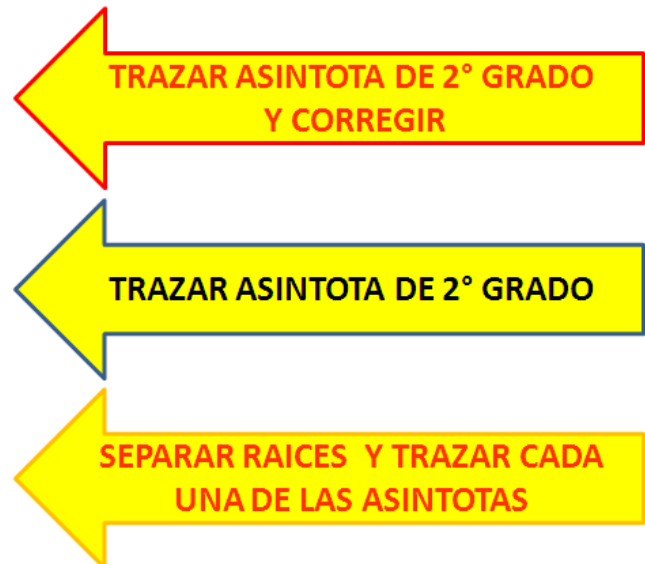 TRAZAR ASINTOTA DE 2° GRADO
Y CORREGIR
TRAZAR ASINTOTA DE 2° GRADO
SEPARAR RAICES Y TRAZAR CADA
UNA DE LAS ASINTOTAS